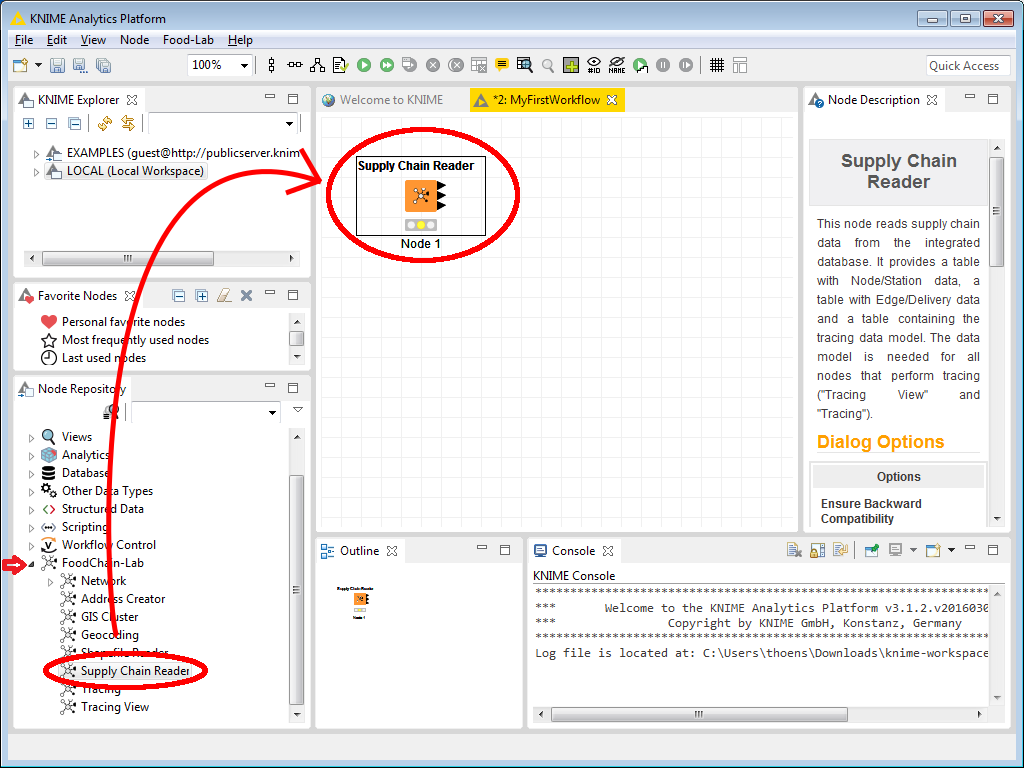 KNIME Analytics Platform
File Edit View Node Food-Lab Help
100%
#ID
NAME
Quick Access
KNIME Explorer
EXAMPLES (guest@http://publicserver.knim
LOCAL (Local Workspace)
Favorite Nodes
Personal favorite nodes
Most frequently used nodes
Last used nodes
Node Repository
Views
Analytics
Database
Other Data Types
Structured Data
Scripting
Workflow Control
FoodChain-Lab
Network
Address Creator
GIS Cluster
Geocoding
Shapefile Reader
Supply Chain Reader
Tracing
Tracing View
Welcome to KNIME
*2: MyFirstWorkflow
Supply Chain Reader
Node 1
Outline
Supply Chain Reader
Node 1
Node Description
Supply Chain
Reader
This node reads supply chain
data from the integrated
database. It provides a table
with Node/Station data, a
table with Edge/Delivery data
and a table containing the
tracing data model. The data
model is needed for all
nodes that perform tracing
("Tracing View" and
"Tracing").
Dialog Options
Options
Ensure Backward
Compatibility
Console
KNIME Console
*** Welcome to the KNIME Analytics Platform v3.1.2.v2016030
*** Copyright by KNIME GmbH, Konstanz, Germany
Log file is located at: C:\Users\thoens\Downloads\knime-workspace